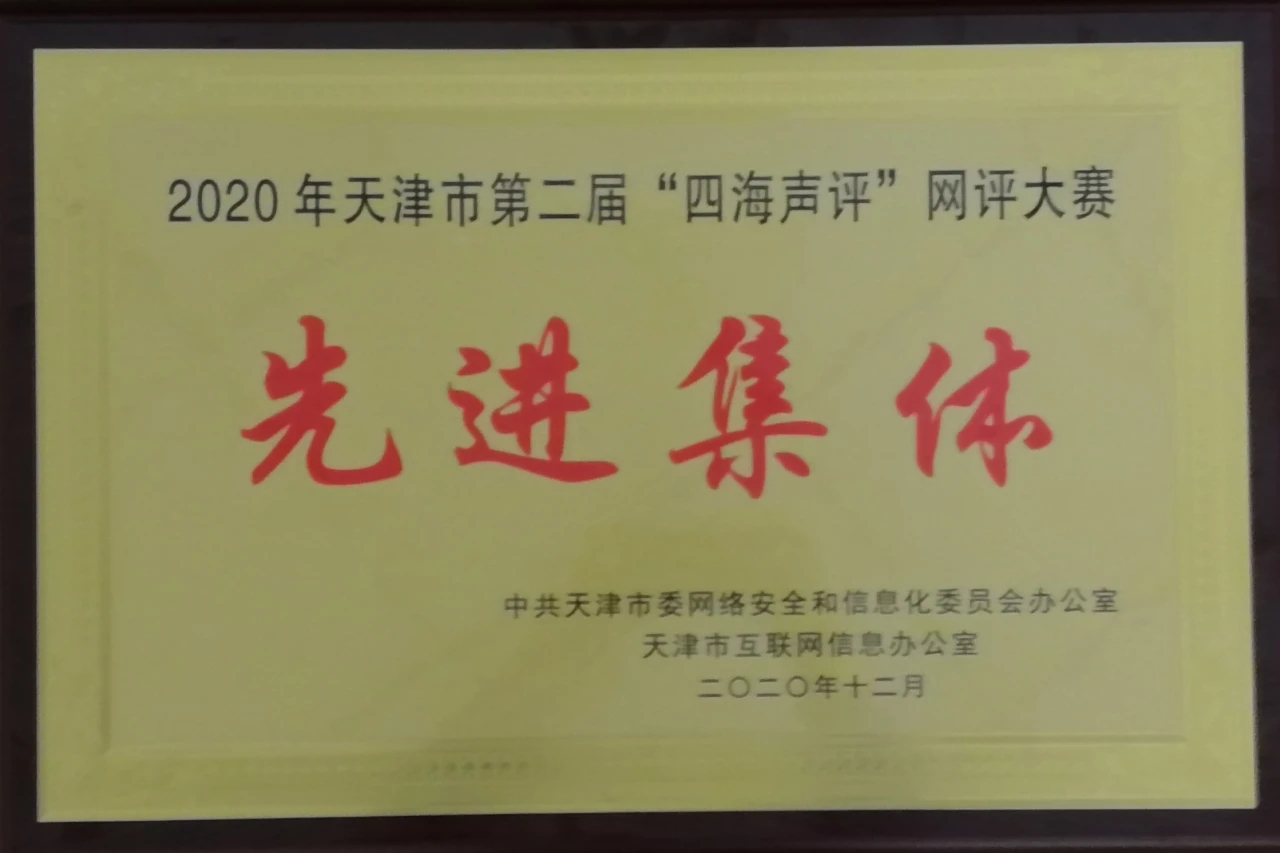 2020年天津市第二届“四海声评”网评大赛
先进集体
中共天津市委网络安全和信息化委员会办公室
天津市互联网信息办公室
二〇二〇年十二月